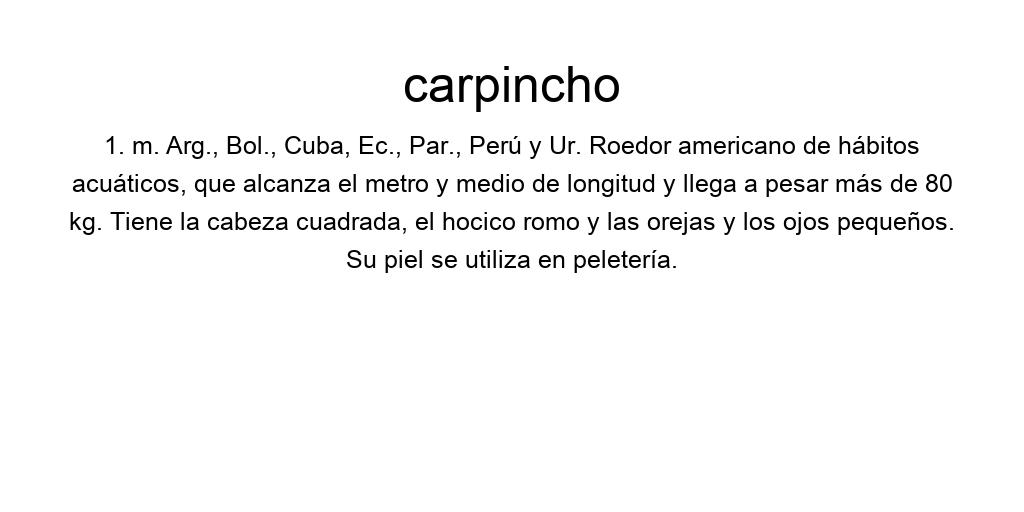 carpincho
1. m. Arg., Bol., Cuba, Ec., Par., Perú y Ur. Roedor americano de hábitos
acuáticos, que alcanza el metro y medio de longitud y llega a pesar más de 80
kg. Tiene la cabeza cuadrada, el hocico romo y las orejas y los ojos pequeños.
Su piel se utiliza en peletería.